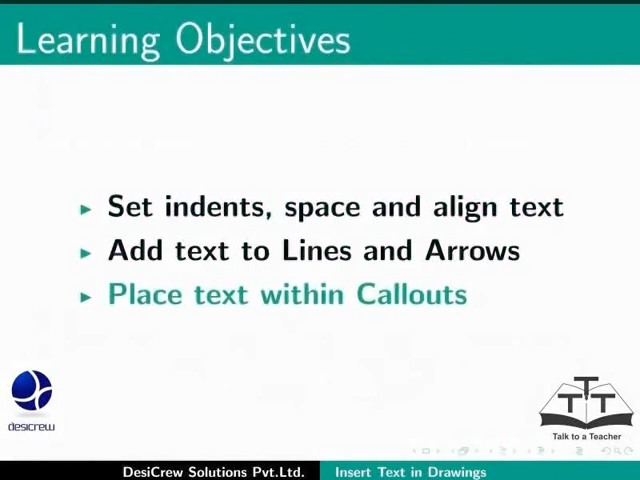 Learning Objectives
Set indents, space and align text
Add text to Lines and Arrows
Place text within Callouts
desicrew
TTT
Talk to a Teacher
DesiCrew Solutions Pvt.Ltd. Insert Text in Drawings